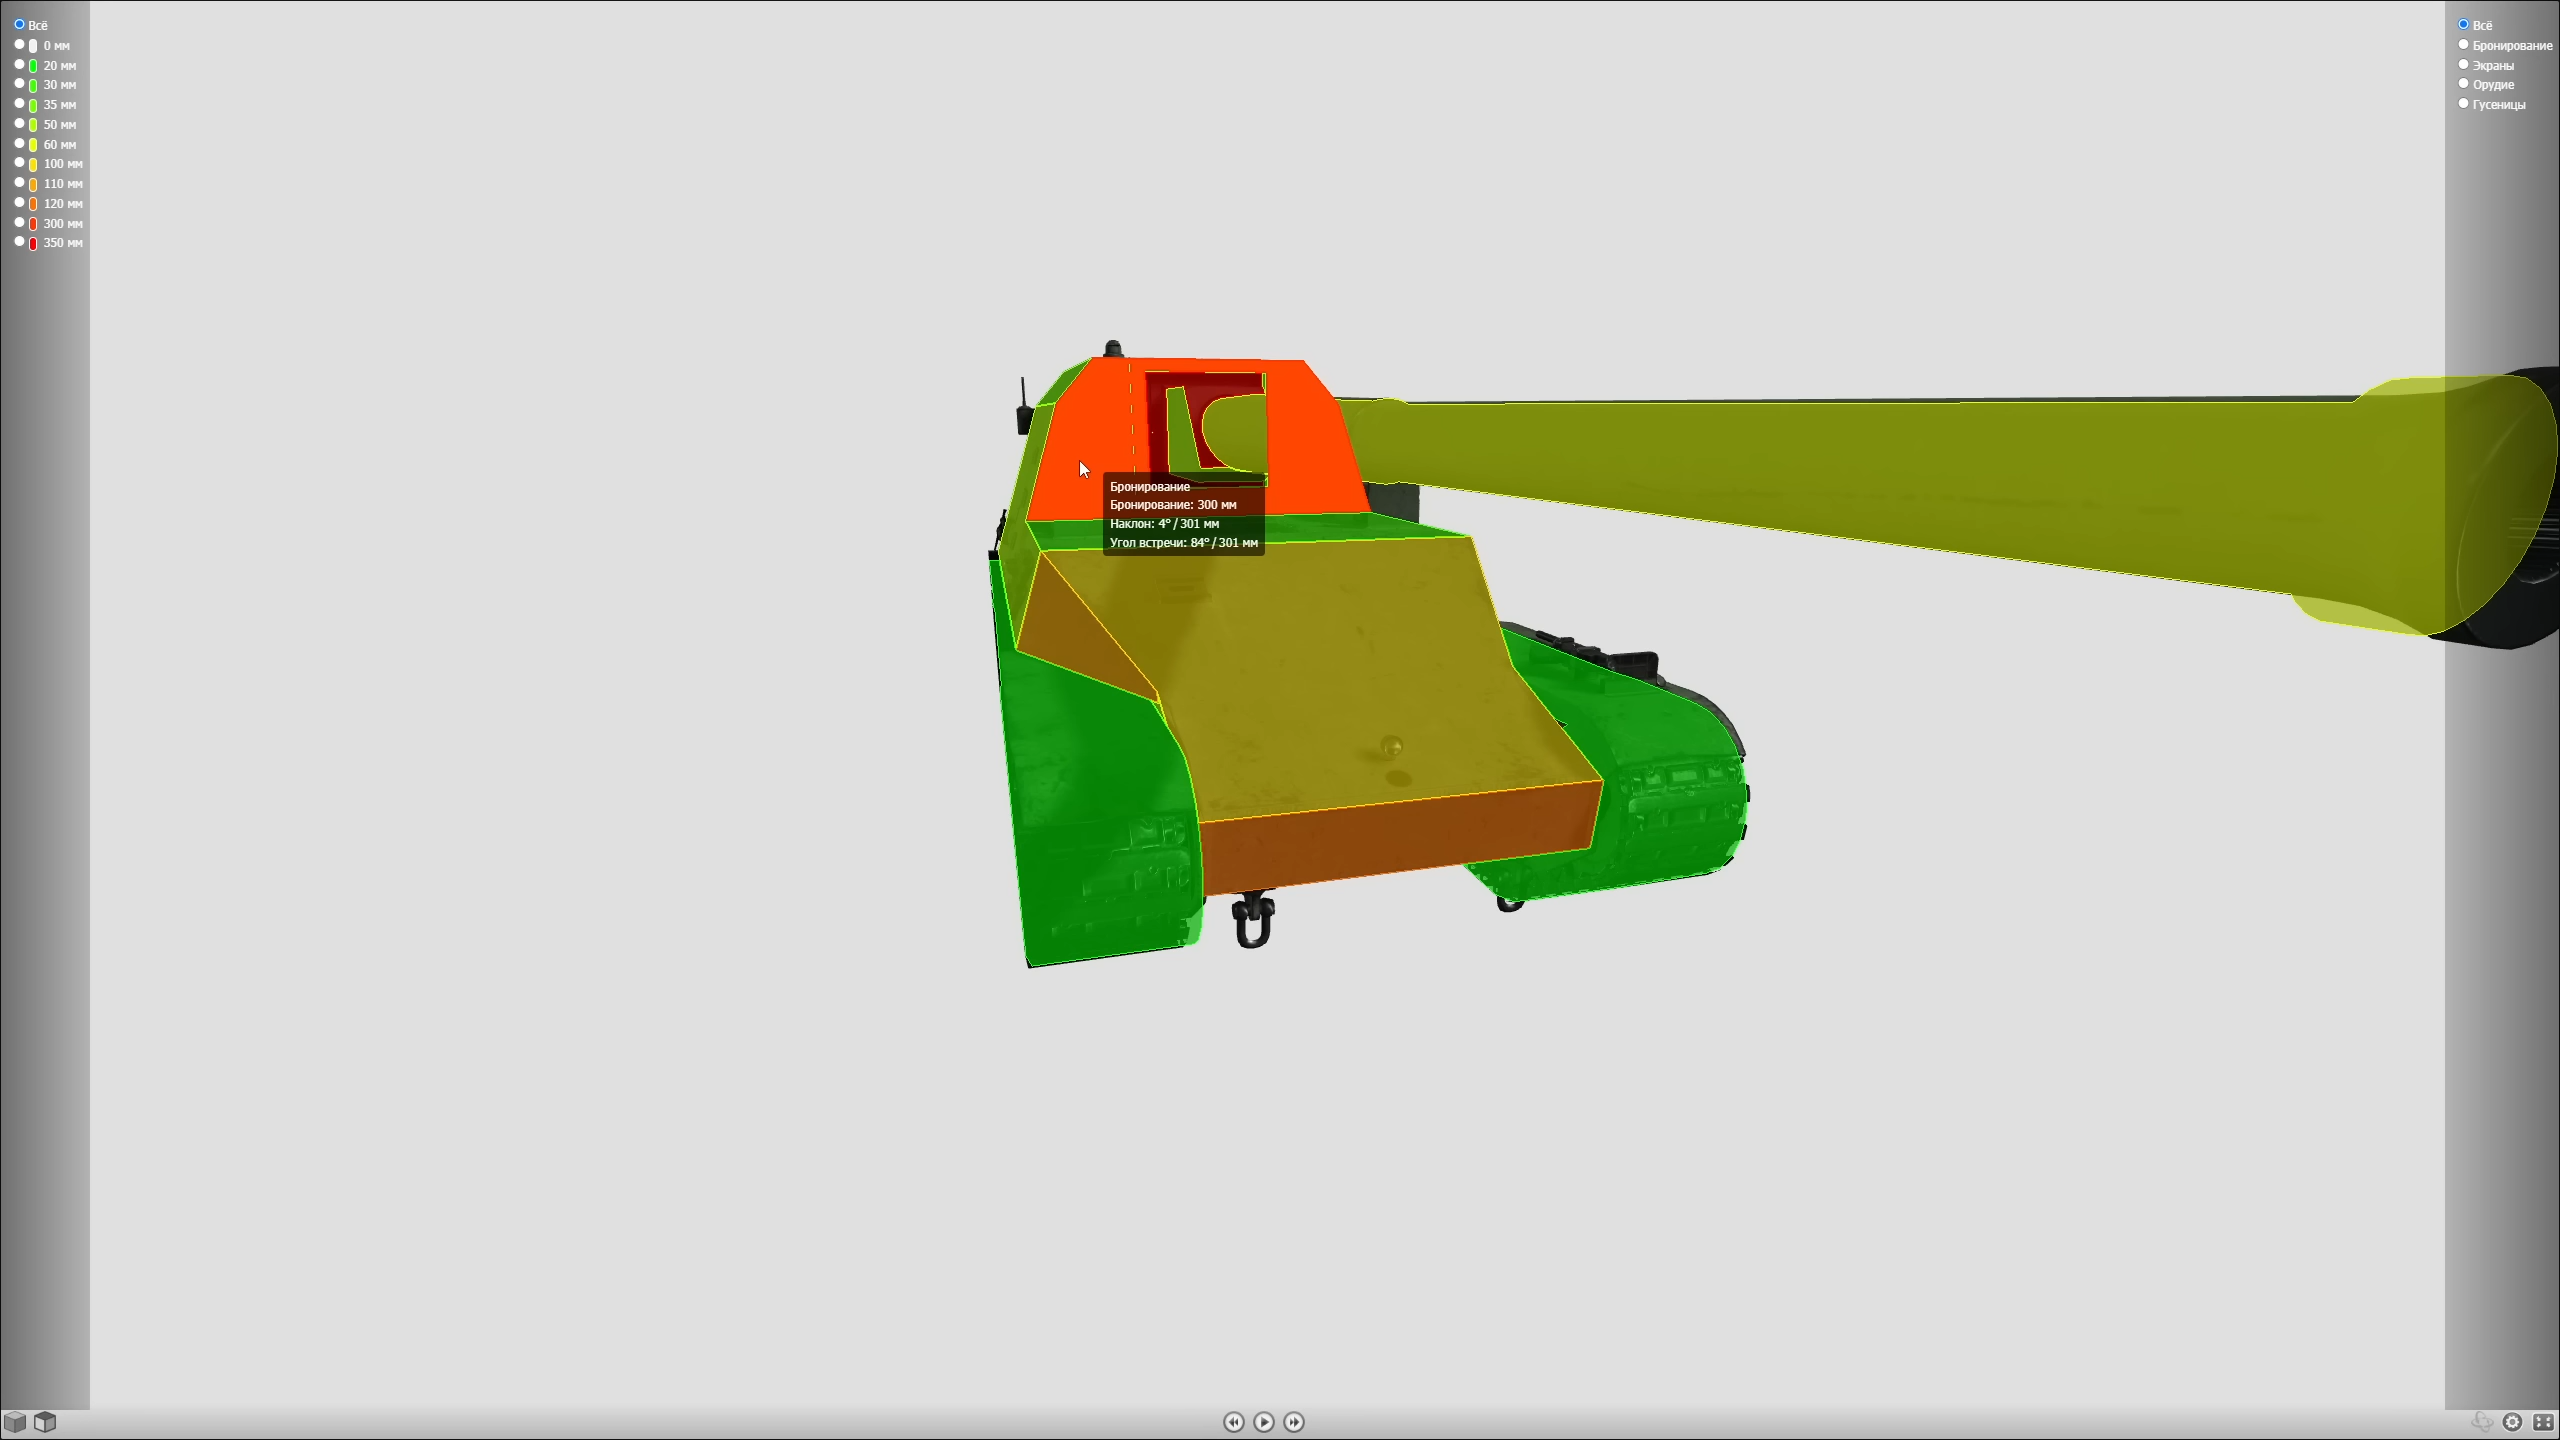 Всё
0 мм
20 мм
30 мм
35 мм
50 мм
60 мм
100 мм
110 мм
120 мм
300 мм
350 мм
Всё
Бронирование
Экраны
Орудие
Гусеницы
Бронирование
Бронирование: 300 мм
Наклон: 4° / 301 мм
Угол встречи: 84° / 301 мм